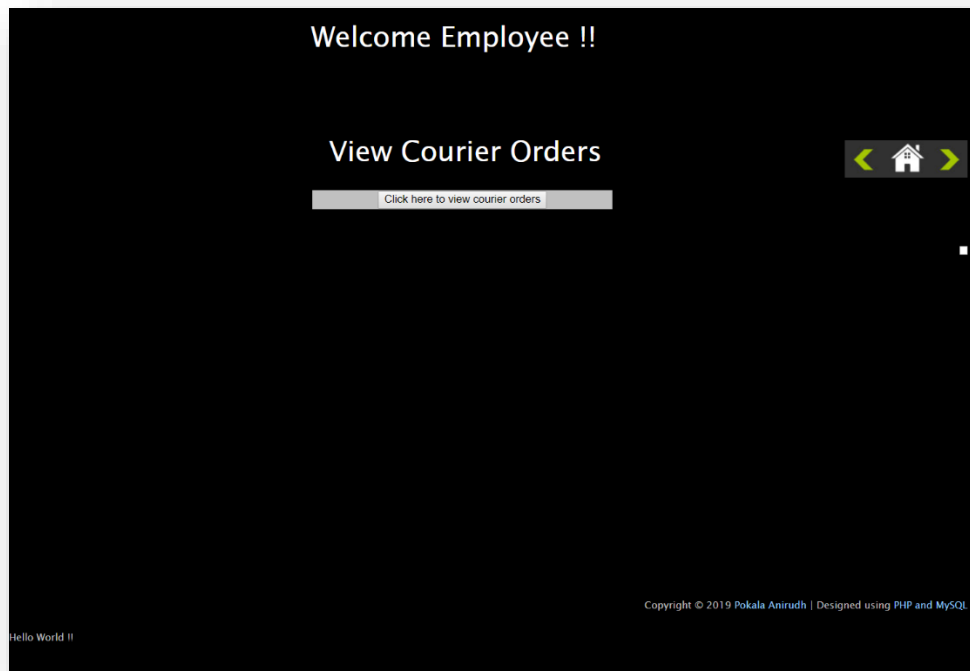 Welcome Employee !!
View Courier Orders
Click here to view courier orders
Copyright © 2019 Pokala Anirudh | Designed using PHP and MySQL
Hello World !!